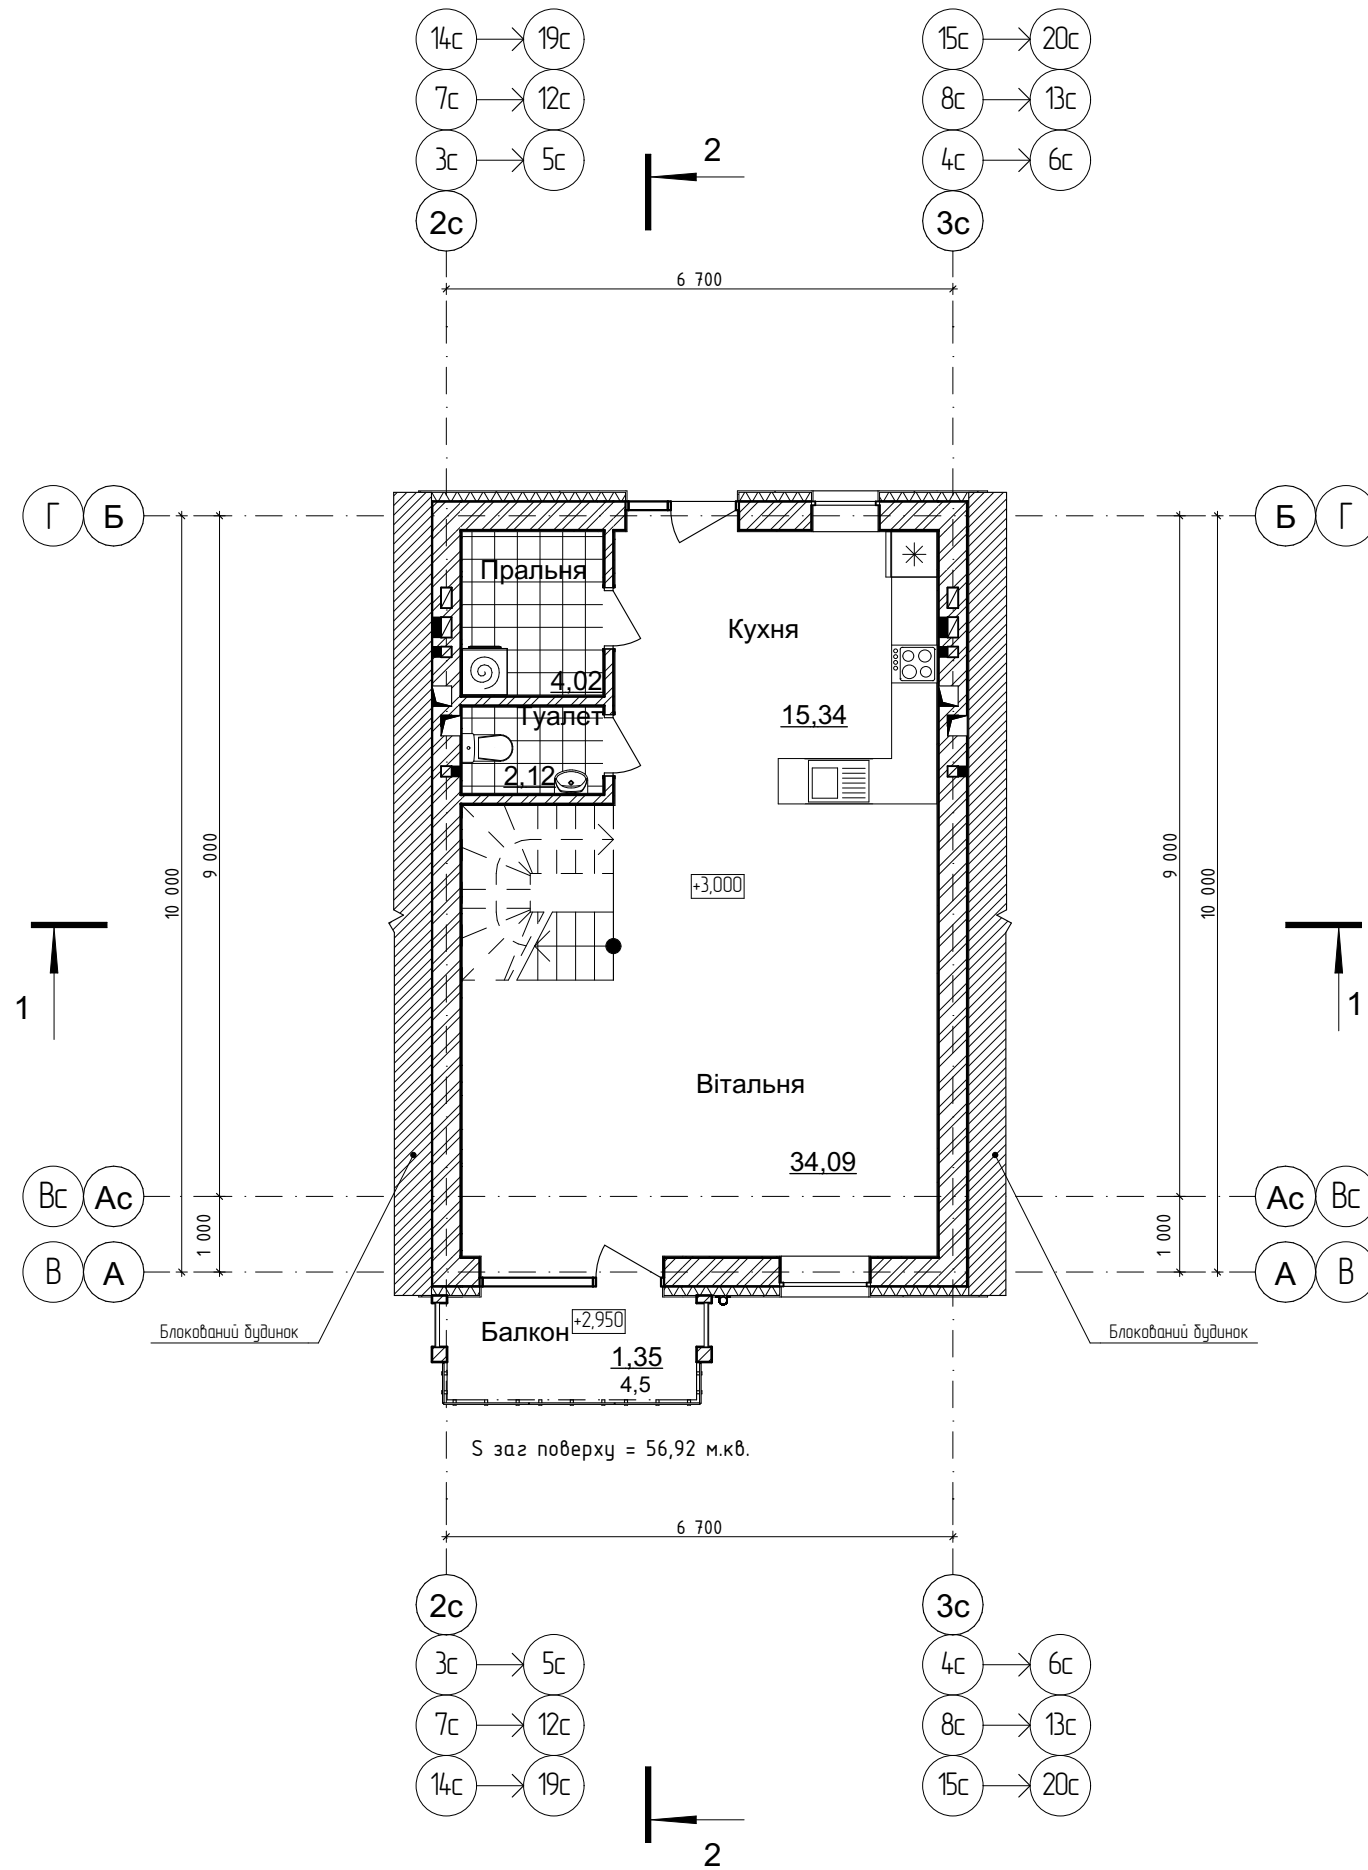 14с 19с 15с 20с
7с 12с 8с 13с
3с 5с 4с 6с
2
2с 3с
6 700
Г Б Б Г
Пральня
Кухня
4,02
Туалет
15,34
2,12
9 000 9 000
10 000 10 000
+3,000
1 1
Вітальня
34,09
Вс Ас Ас Вс
1 000 1 000
В А А В
Блокований будинок Балкон +2,950 Блокований будинок
1,35
4,5
S заг поверху = 56,92 м.кв.
6 700
2с 3с
3с 5с 4с 6с
7с 12с 8с 13с
14с 19с 15с 20с
2